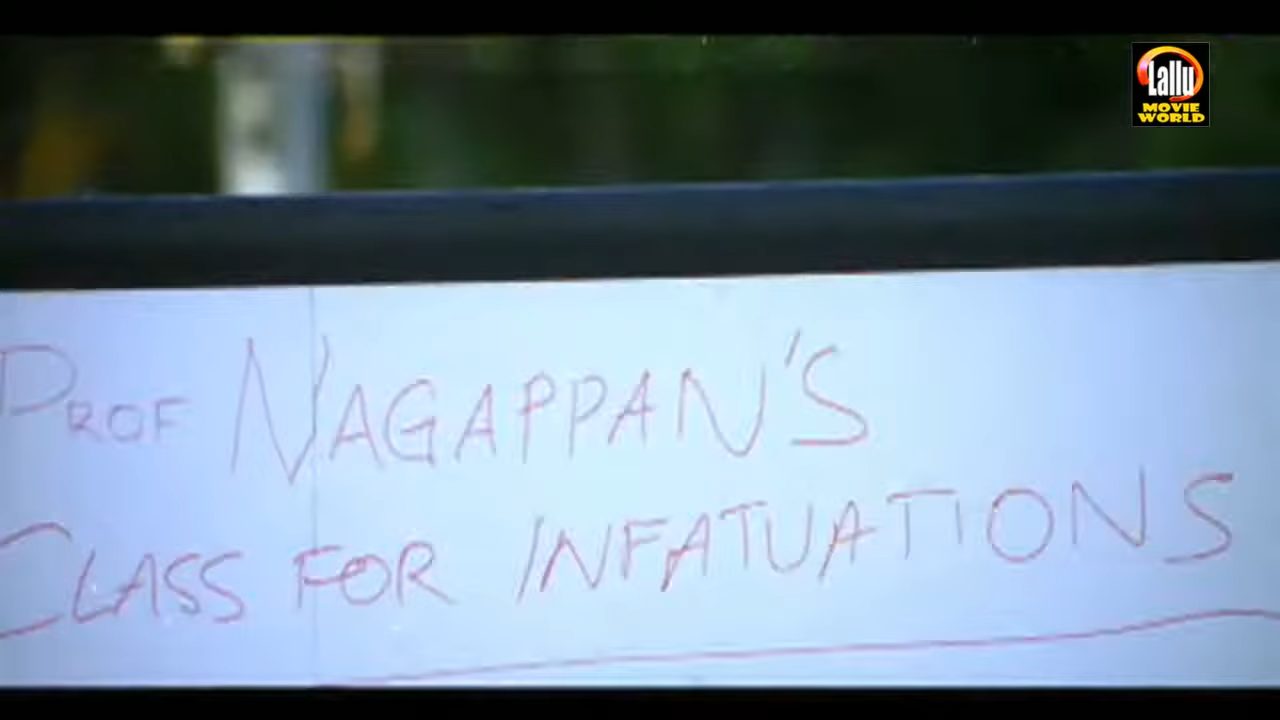 Lallu
MOVIE
WORLD
PROF NAGAPPAN'S
CLASS FOR INFATUATIONS